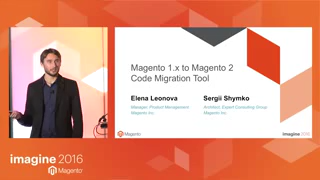 Magento 1.x to Magento 2
Code Migration Tool
Elena Leonova
Manager, Product Management
Magento Inc.
Sergii Shymko
Architect, Expert Consulting Group
Magento Inc.
Magento
imagine 2016
imagine 2016
Magento